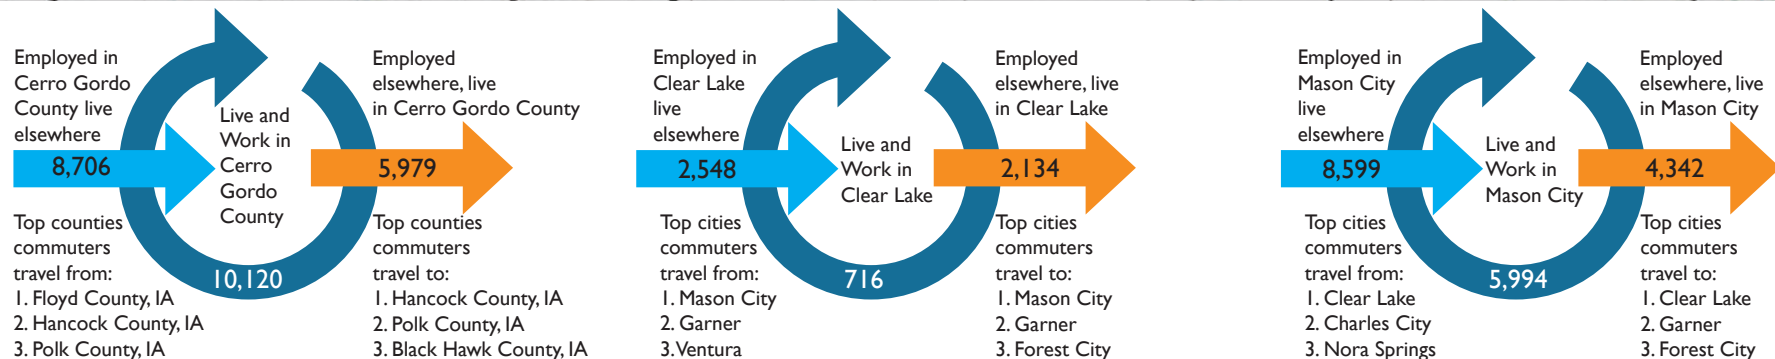 Employed in
Cerro Gordo
County live
elsewhere
8,706
Top counties
commuters
travel from:
1. Floyd County, IA
2. Hancock County, IA
3. Polk County, IA
Live and
Work in
Cerro
Gordo
County
10,120
Employed
elsewhere, live
in Cerro Gordo County
5,979
Top counties
commuters
travel to:
1. Hancock County, IA
2. Polk County, IA
3. Black Hawk County, IA
Employed in
Clear Lake
live
elsewhere
2,548
Top cities
commuters
travel from:
1. Mason City
2. Garner
3. Ventura
Live and
Work in
Clear Lake
716
Employed
elsewhere, live
in Clear Lake
2,134
Top cities
commuters
travel to:
1. Mason City
2. Garner
3. Forest City
Employed in
Mason City
live
elsewhere
8,599
Top cities
commuters
travel from:
1. Clear Lake
2. Charles City
3. Nora Springs
Live and
Work in
Mason City
5,994
Employed
elsewhere, live
in Mason City
4,342
Top cities
commuters
travel to:
1. Clear Lake
2. Garner
3. Forest City